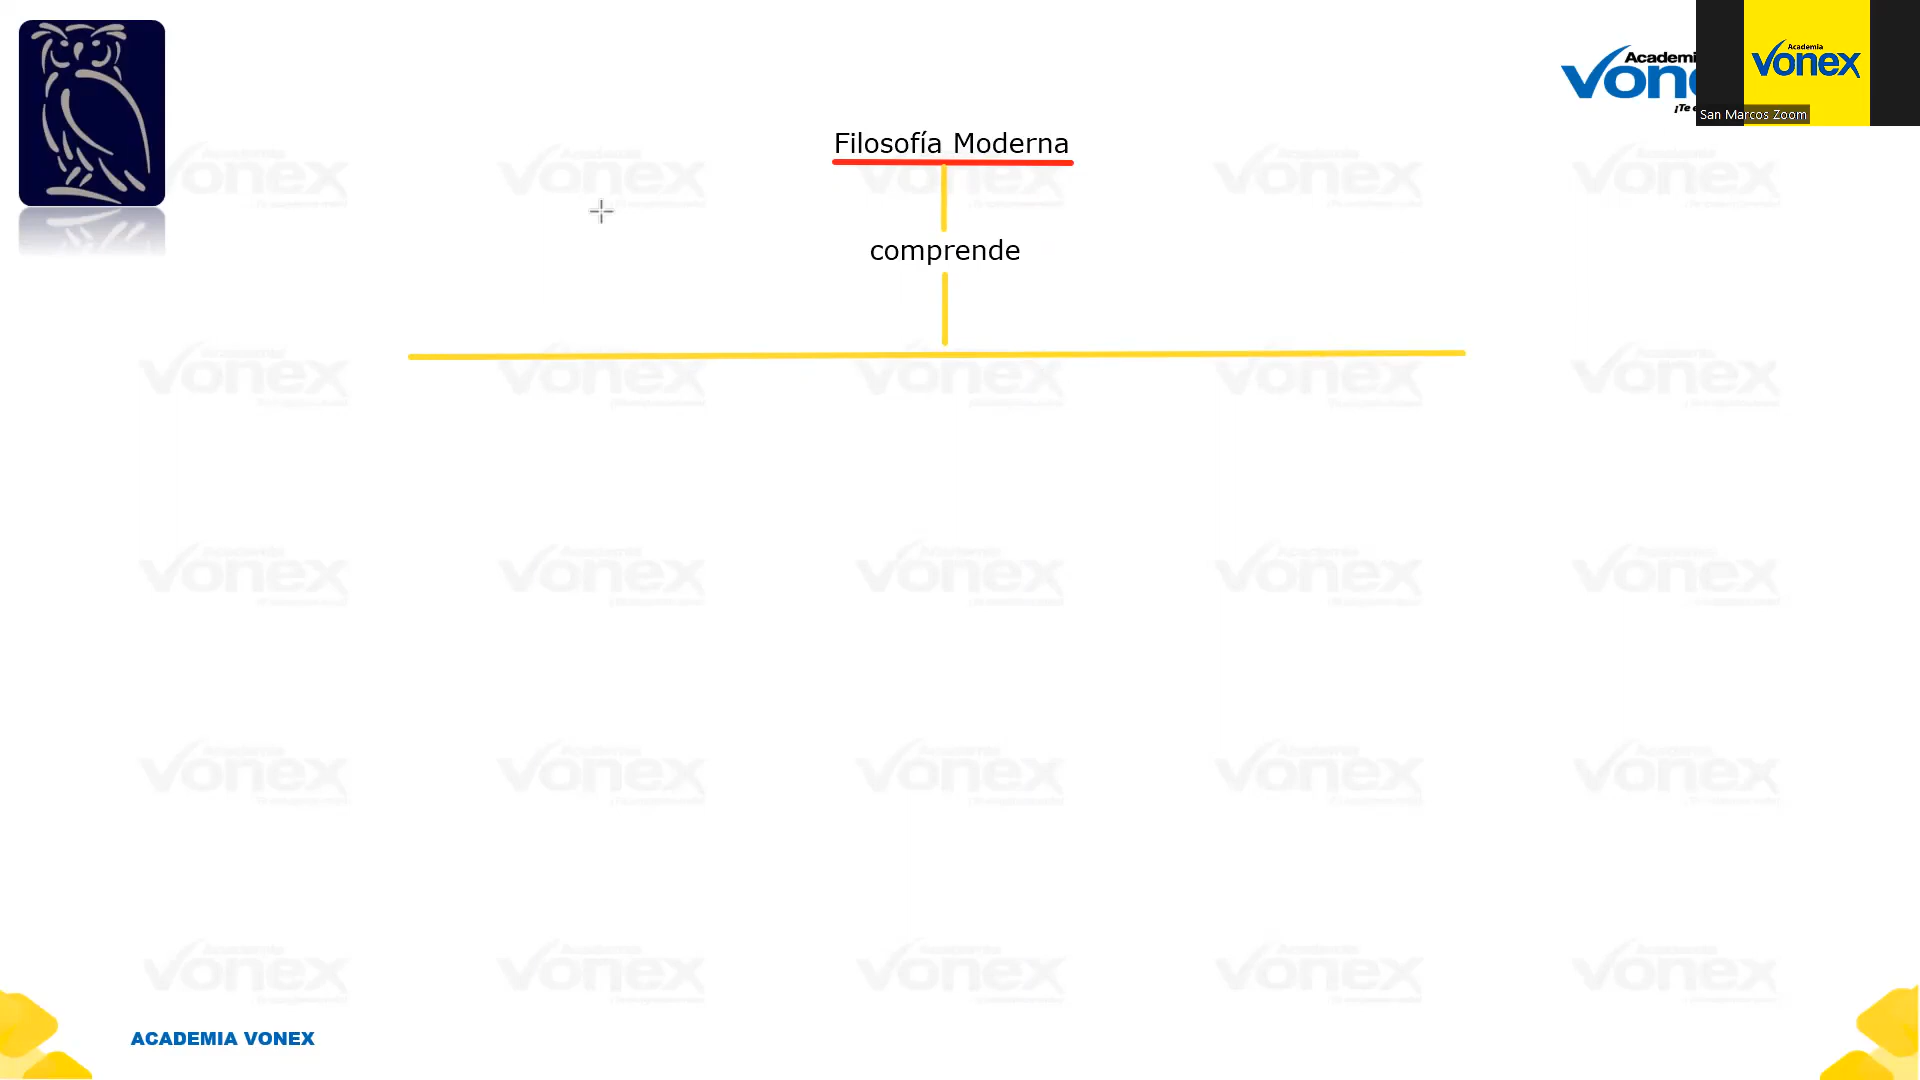 Academia
vonex
San Marcos Zoom
Filosofía Moderna
comprende
ACADEMIA VONEX